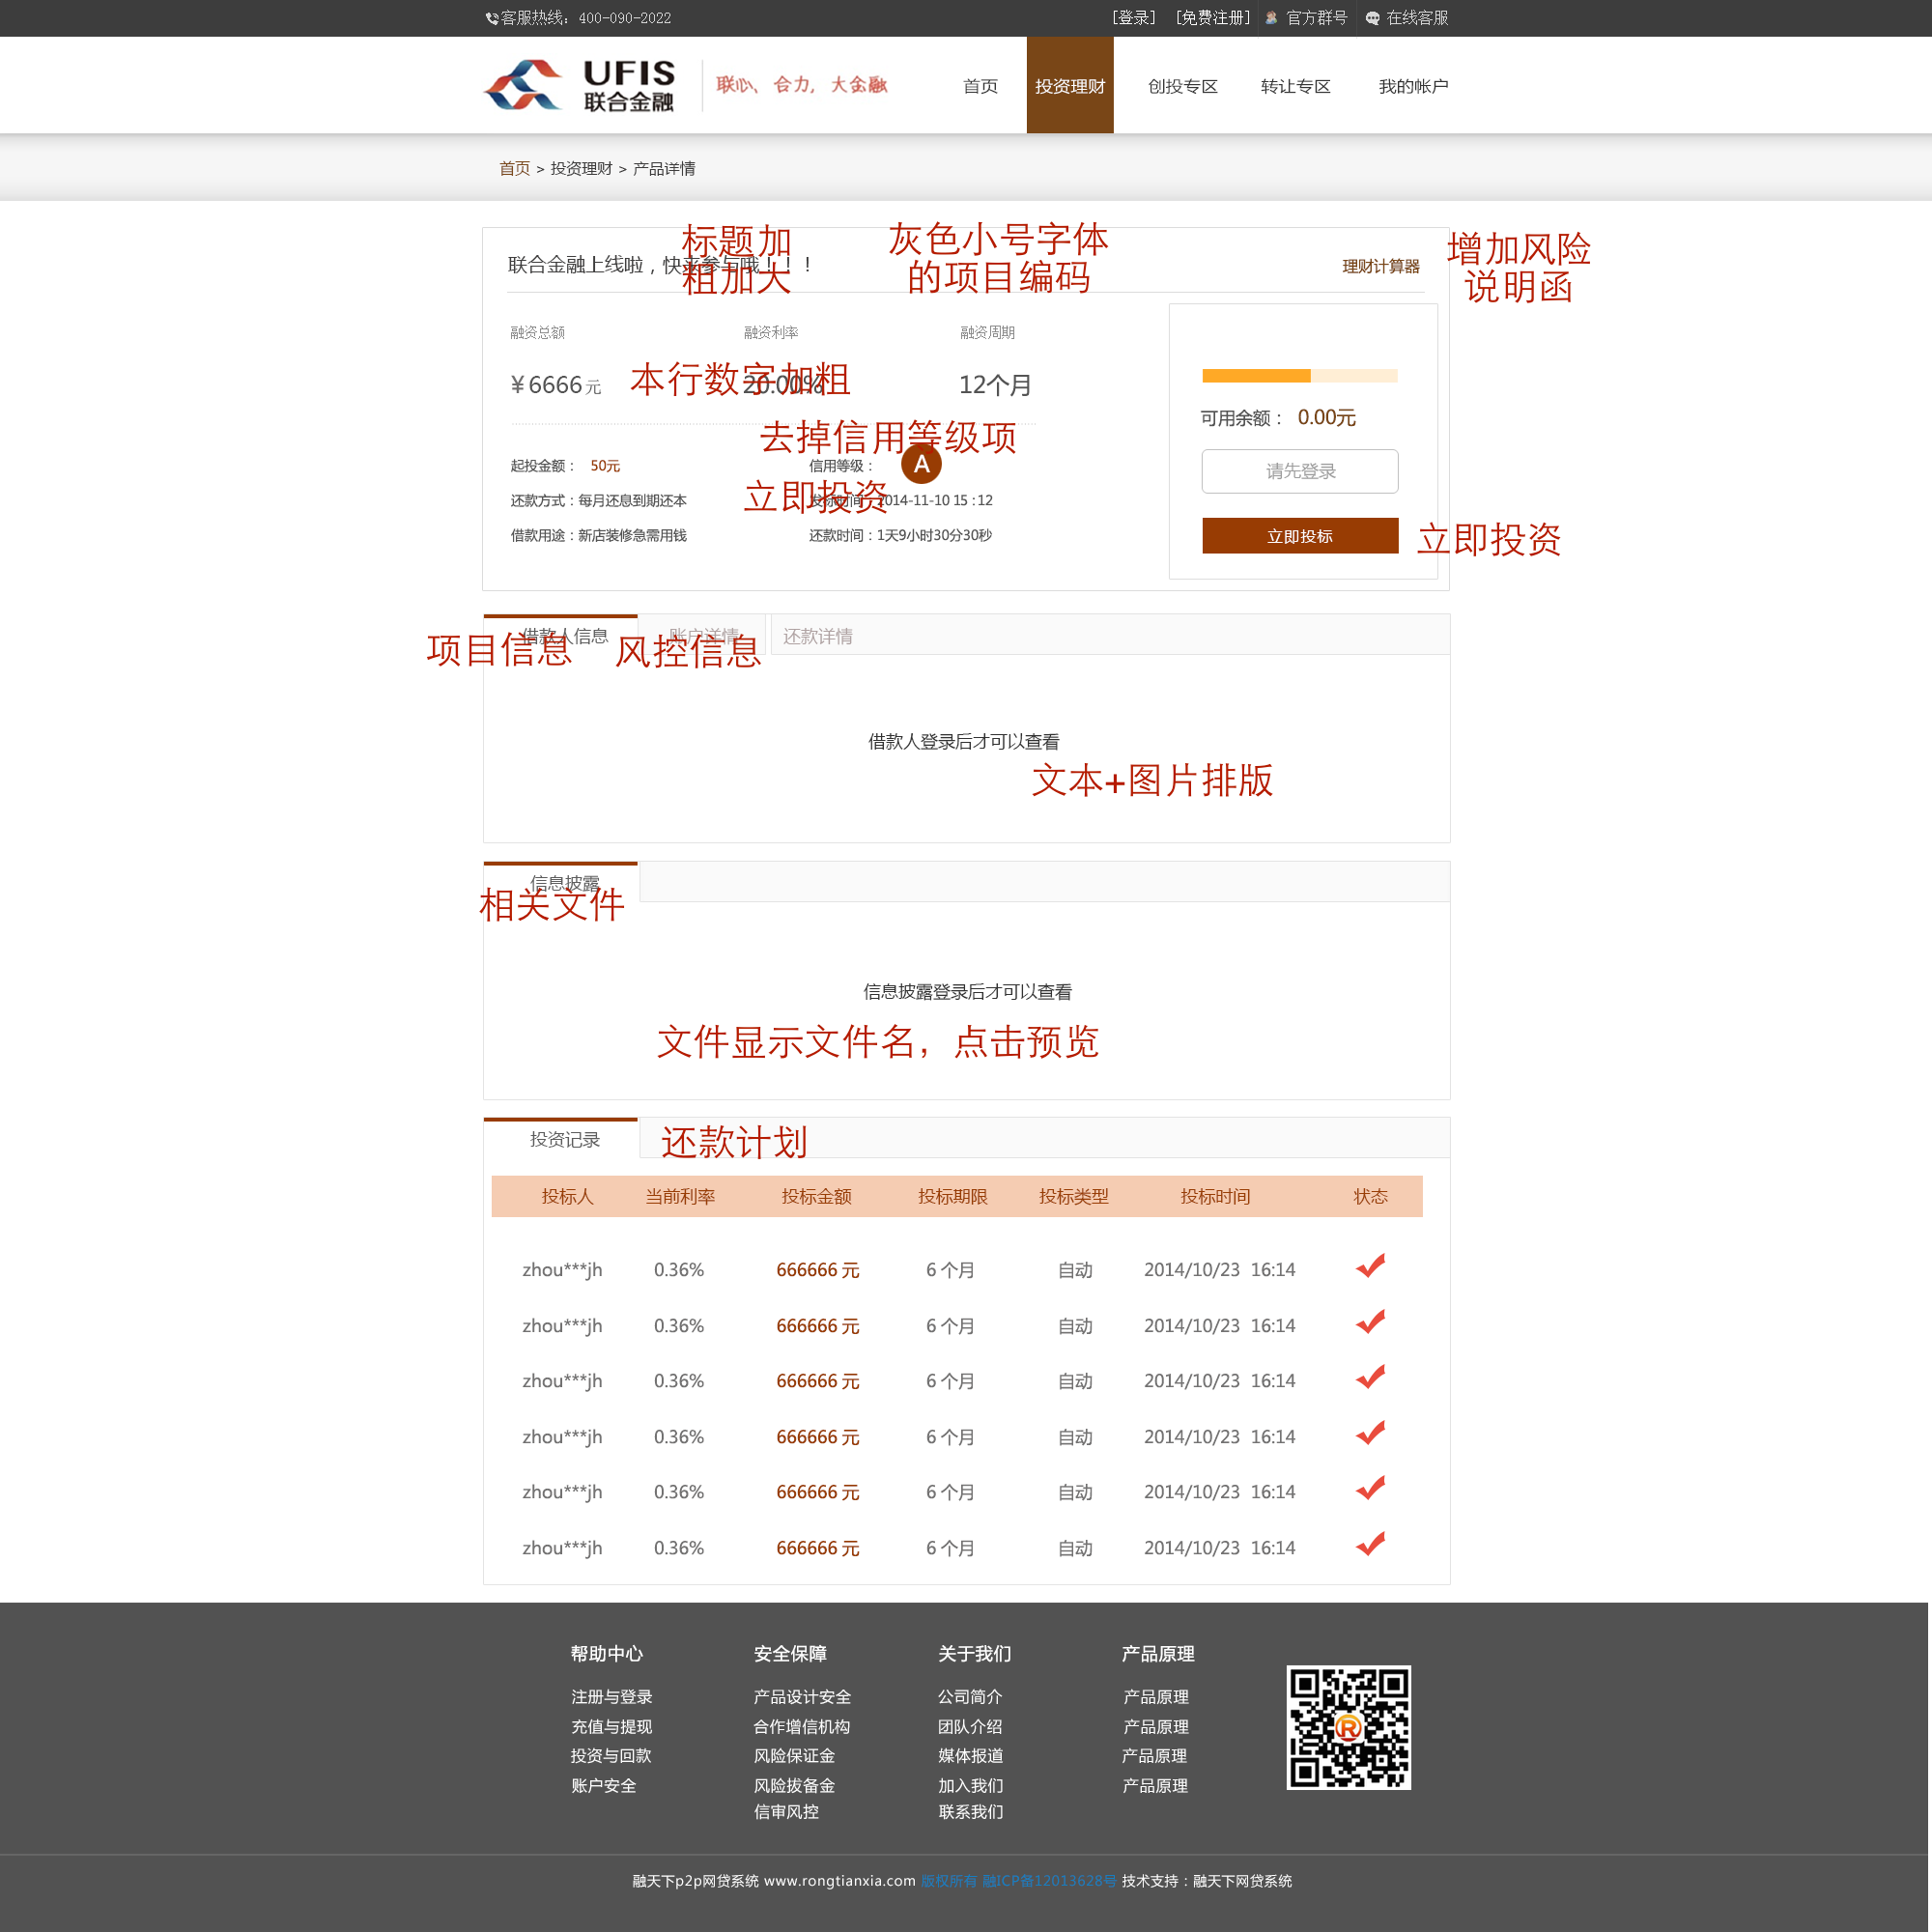 客服热线：400-090-2022 [登录] [免费注册] 官方群号 在线客服
UFIS
联合金融
联心、合力，大金融
首页 投资理财 创投专区 转让专区 我的帐户
首页 > 投资理财 > 产品详情
标题加
粗加大
灰色小号字体
的项目编码
增加风险
说明函
联合金融上线啦，快来参与哦！！！
理财计算器
融资总额 融资利率 融资周期
¥6666元 20.00% 12个月
本行数字加粗
去掉信用等级项
可用余额： 0.00元
起投金额： 50元 信用等级： A
请先登录
立即投资
还款方式：每月还息到期还本 发标时间：2014-11-10 15:12
借款用途：新店装修急需用钱 还款时间：1天9小时30分30秒
立即投标
立即投资
借款人信息 账户详情 还款详情
项目信息 风控信息
借款人登录后才可以查看
文本+图片排版
信息披露
相关文件
信息披露登录后才可以查看
文件显示文件名，点击预览
投资记录 还款计划
投标人 当前利率 投标金额 投标期限 投标类型 投标时间 状态
zhou***jh 0.36% 666666 元 6 个月 自动 2014/10/23 16:14
zhou***jh 0.36% 666666 元 6 个月 自动 2014/10/23 16:14
zhou***jh 0.36% 666666 元 6 个月 自动 2014/10/23 16:14
zhou***jh 0.36% 666666 元 6 个月 自动 2014/10/23 16:14
zhou***jh 0.36% 666666 元 6 个月 自动 2014/10/23 16:14
zhou***jh 0.36% 666666 元 6 个月 自动 2014/10/23 16:14
帮助中心 安全保障 关于我们 产品原理
注册与登录 产品设计安全 公司简介 产品原理
充值与提现 合作增信机构 团队介绍 产品原理
投资与回款 风险保证金 媒体报道 产品原理
账户安全 风险拨备金 加入我们 产品原理
信审风控 联系我们
融天下p2p网贷系统 www.rongtianxia.com 版权所有 融ICP备12013628号 技术支持：融天下网贷系统